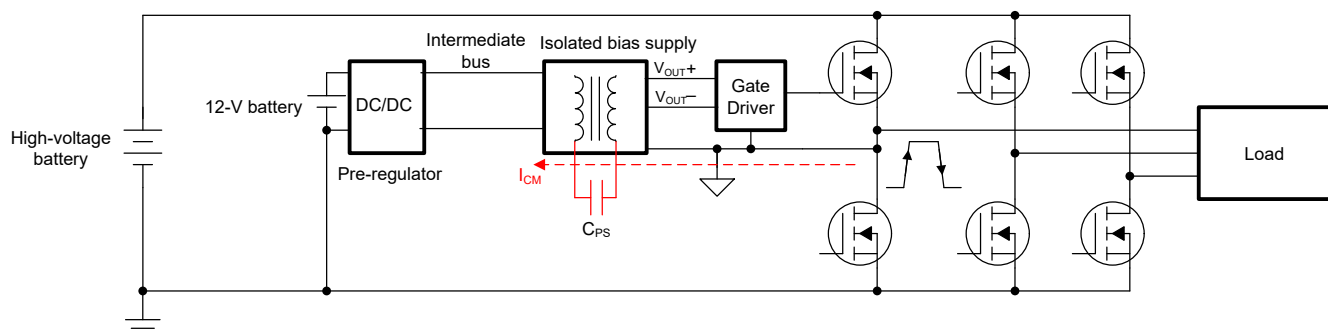 High-voltage
battery
12-V battery
DC/DC
Pre-regulator
Intermediate
bus
Isolated bias supply
VOUT+
VOUT–
Gate
Driver
ICM
CPS
Load